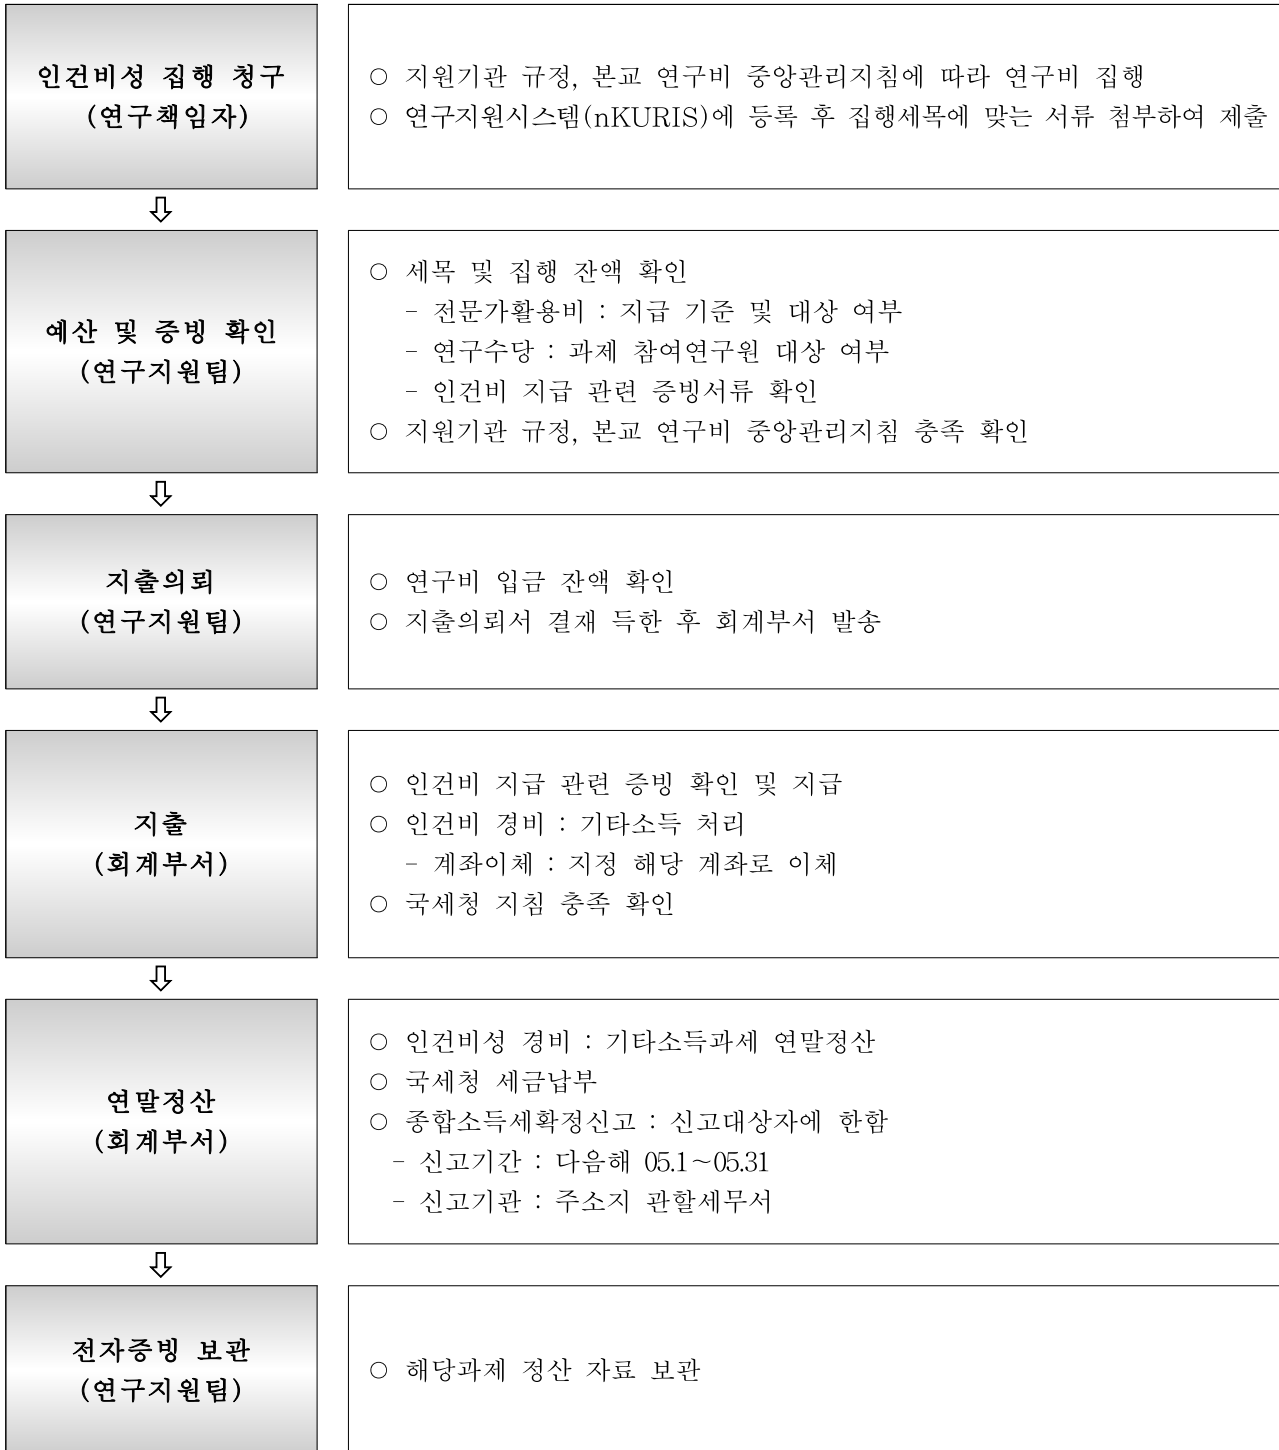 인건비성 집행 청구
(연구책임자)
○ 지원기관 규정, 본교 연구비 중앙관리지침에 따라 연구비 집행
○ 연구지원시스템(nKURIS)에 등록 후 집행세목에 맞는 서류 첨부하여 제출
⇩
예산 및 증빙 확인
(연구지원팀)
○ 세목 및 집행 잔액 확인
- 전문가활용비 : 지급 기준 및 대상 여부
- 연구수당 : 과제 참여연구원 대상 여부
- 인건비 지급 관련 증빙서류 확인
○ 지원기관 규정, 본교 연구비 중앙관리지침 충족 확인
⇩
지출의뢰
(연구지원팀)
○ 연구비 입금 잔액 확인
○ 지출의뢰서 결재 득한 후 회계부서 발송
⇩
지출
(회계부서)
○ 인건비 지급 관련 증빙 확인 및 지급
○ 인건비 경비 : 기타소득 처리
- 계좌이체 : 지정 해당 계좌로 이체
○ 국세청 지침 충족 확인
⇩
연말정산
(회계부서)
○ 인건비성 경비 : 기타소득과세 연말정산
○ 국세청 세금납부
○ 종합소득세확정신고 : 신고대상자에 한함
- 신고기간 : 다음해 05.1~05.31
- 신고기관 : 주소지 관할세무서
⇩
전자증빙 보관
(연구지원팀)
○ 해당과제 정산 자료 보관